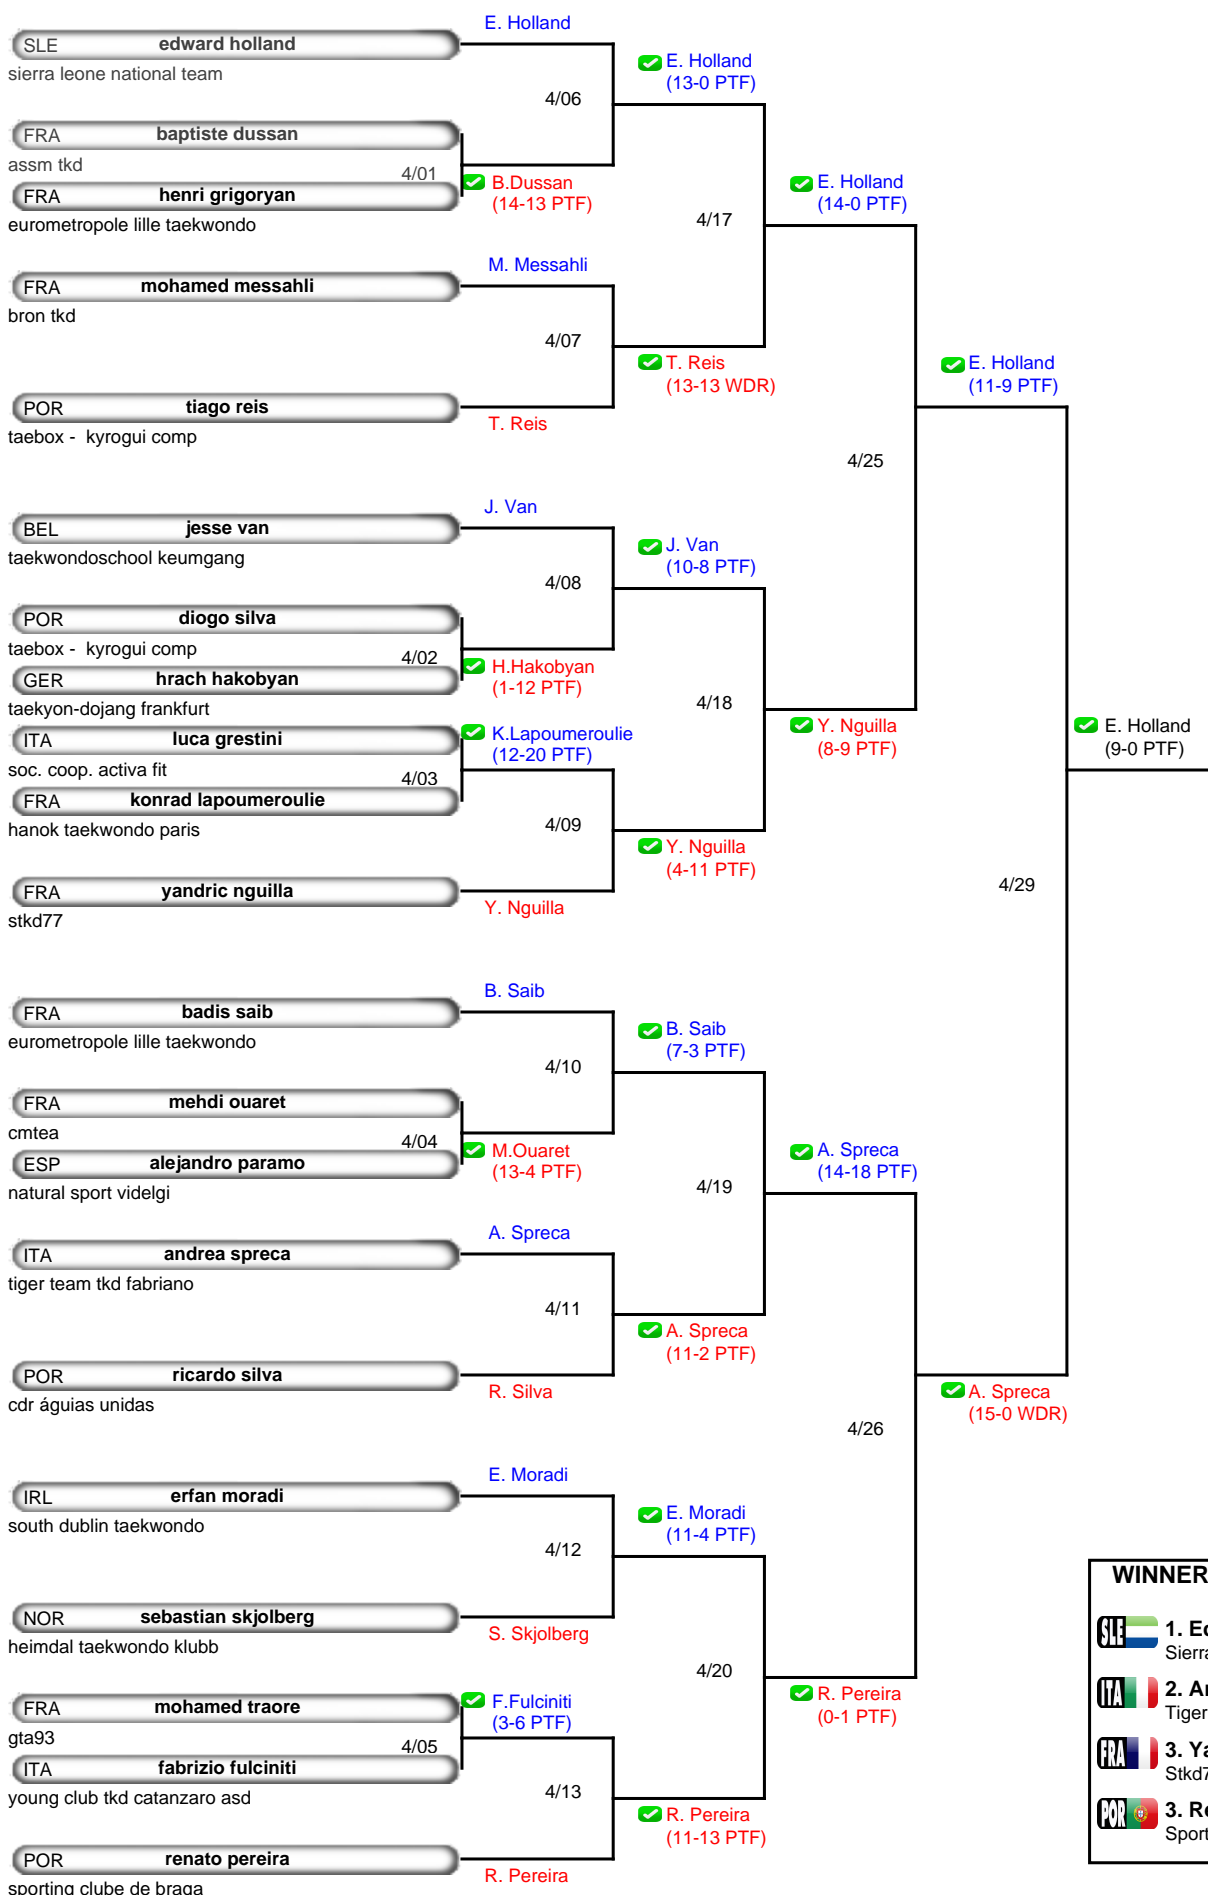 E. Holland
SLE edward holland
sierra leone national team
E. Holland
(13-0 PTF)
4/06
FRA baptiste dussan
assm tkd
4/01
B.Dussan
(14-13 PTF)
FRA henri grigoryan
eurometropole lille taekwondo
E. Holland
(14-0 PTF)
4/17
M. Messahli
FRA mohamed messahli
bron tkd
4/07
T. Reis
(13-13 WDR)
E. Holland
(11-9 PTF)
POR tiago reis
T. Reis
taebox - kyrogui comp
4/25
J. Van
BEL jesse van
taekwondoschool keumgang
J. Van
(10-8 PTF)
4/08
POR diogo silva
taebox - kyrogui comp
4/02
H.Hakobyan
(1-12 PTF)
GER hrach hakobyan
taekyon-dojang frankfurt
4/18
ITA luca grestini
soc. coop. activa fit
K.Lapoumeroulie
(12-20 PTF)
Y. Nguilla
(8-9 PTF)
E. Holland
(9-0 PTF)
4/03
FRA konrad lapoumeroulie
hanok taekwondo paris
4/09
Y. Nguilla
(4-11 PTF)
FRA yandric nguilla
Y. Nguilla
stkd77
4/29
B. Saib
FRA badis saib
eurometropole lille taekwondo
B. Saib
(7-3 PTF)
4/10
FRA mehdi ouaret
cmtea
4/04
M.Ouaret
(13-4 PTF)
ESP alejandro paramo
natural sport videlgi
A. Spreca
(14-18 PTF)
4/19
A. Spreca
ITA andrea spreca
tiger team tkd fabriano
4/11
A. Spreca
(11-2 PTF)
POR ricardo silva
R. Silva
cdr águias unidas
A. Spreca
(15-0 WDR)
4/26
E. Moradi
IRL erfan moradi
south dublin taekwondo
E. Moradi
(11-4 PTF)
4/12
NOR sebastian skjolberg
S. Skjolberg
heimdal taekwondo klubb
4/20
FRA mohamed traore
gta93
F.Fulciniti
(3-6 PTF)
R. Pereira
(0-1 PTF)
4/05
ITA fabrizio fulciniti
young club tkd catanzaro asd
4/13
R. Pereira
(11-13 PTF)
POR renato pereira
R. Pereira
sporting clube de braga
WINNER
SLE 1.
ITA 2.
Tiger
FRA 3.
POR 3.